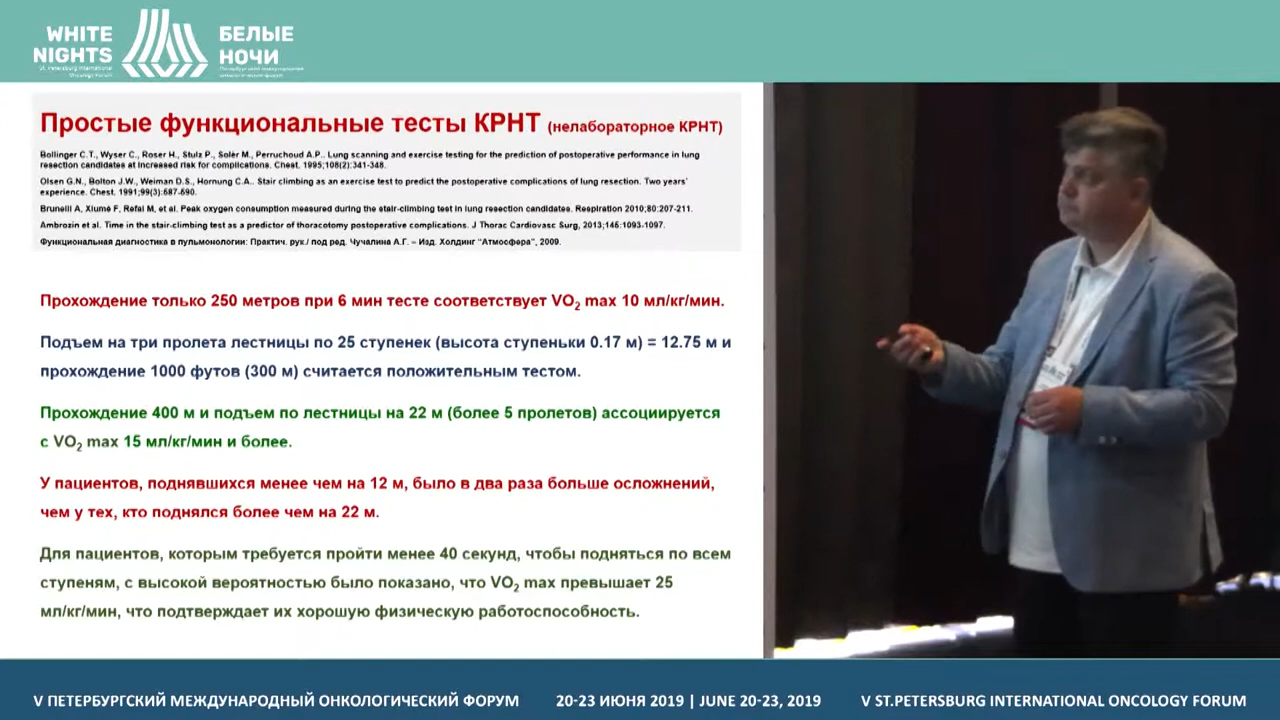 WHITE
NIGHTS
St. Petersburg International
Oncology Forum
БЕЛЫЕ
НОЧИ
Петербургский международный
онкологический форум
Простые функциональные тесты КРНТ (нелабораторное КРНТ)
Bollinger C.T., Wyser C., Roser H., Stulz P., Solèr M., Perruchoud A.P.. Lung scanning and exercise testing for the prediction of postoperative performance in lung
resection candidates at increased risk for complications. Chest. 1995;108(2):341-348.
Olsen G.N., Bolton J.W., Weiman D.S., Hornung C.A.. Stair climbing as an exercise test to predict the postoperative complications of lung resection. Two years'
experience. Chest. 1991;99(3):587-590.
Brunelli A, Xiumé F, Refai M, et al. Peak oxygen consumption measured during the stair-climbing test in lung resection candidates. Respiration 2010;80:207-211.
Ambrozin et al. Time in the stair-climbing test as a predictor of thoracotomy postoperative complications. J Thorac Cardiovasc Surg, 2013;145:1093-1097.
Функциональная диагностика в пульмонологии: Практич. рук./ под ред. Чучалина А.Г. – Изд. Холдинг "Атмосфера", 2009.
Прохождение только 250 метров при 6 мин тесте соответствует VO2 max 10 мл/кг/мин.
Подъем на три пролета лестницы по 25 ступенек (высота ступеньки 0.17 м) = 12.75 м и
прохождение 1000 футов (300 м) считается положительным тестом.
Прохождение 400 м и подъем по лестницы на 22 м (более 5 пролетов) ассоциируется
с VO2 max 15 мл/кг/мин и более.
У пациентов, поднявшихся менее чем на 12 м, было в два раза больше осложнений,
чем у тех, кто поднялся более чем на 22 м.
Для пациентов, которым требуется пройти менее 40 секунд, чтобы подняться по всем
ступеням, с высокой вероятностью было показано, что VO2 max превышает 25
мл/кг/мин, что подтверждает их хорошую физическую работоспособность.
V ПЕТЕРБУРГСКИЙ МЕЖДУНАРОДНЫЙ ОНКОЛОГИЧЕСКИЙ ФОРУМ
20-23 ИЮНЯ 2019 | JUNE 20-23, 2019
V ST.PETERSBURG INTERNATIONAL ONCOLOGY FORUM